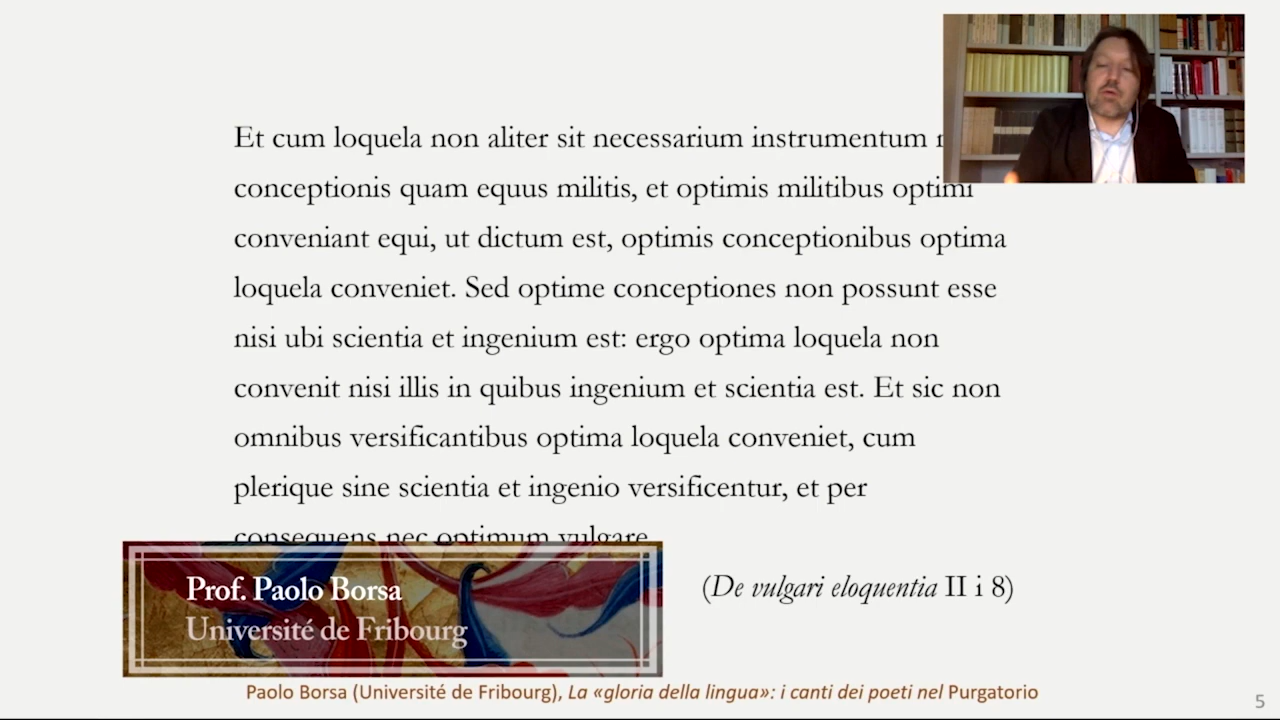 Et cum loquela non aliter sit necessarium instrumentum
conceptionis quam equus militis, et optimis militibus optimi
conveniant equi, ut dictum est, optimis conceptionibus optima
loquela conveniet. Sed optime conceptiones non possunt esse
nisi ubi scientia et ingenium est: ergo optima loquela non
convenit nisi illis in quibus ingenium et scientia est. Et sic non
omnibus versificantibus optima loquela conveniet, cum
plerique sine scientia et ingenio versificentur, et per
consequens nec optimum vulgare
Prof. Paolo Borsa
Université de Fribourg
(De vulgari eloquentia II i 8)
Paolo Borsa (Université de Fribourg), La «gloria della lingua»: i canti dei poeti nel Purgatorio
5